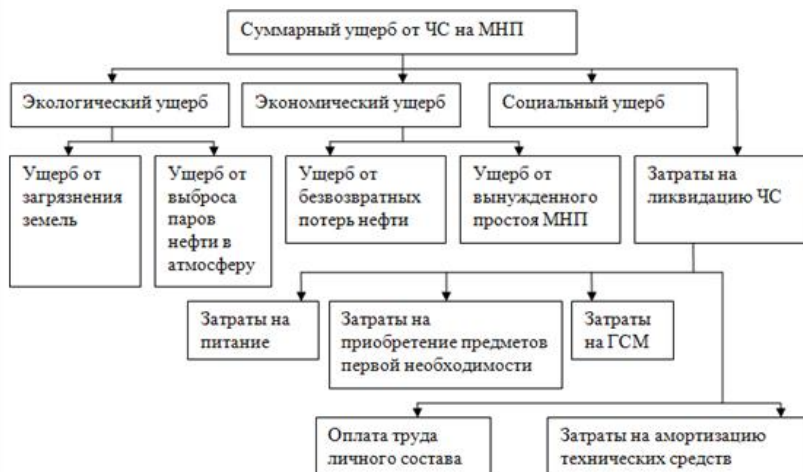 Суммарный ущерб от ЧС на МНП
Экологический ущерб
Экономический ущерб
Социальный ущерб
Ущерб от
загрязнения
земель
Ущерб от
выброса
паров
нефти в
атмосферу
Ущерб от
безвозвратных
потерь нефти
Ущерб от
вынужденного
простоя МНП
Затраты на
ликвидацию ЧС
Затраты на
питание
Затраты на
приобретение предметов
первой необходимости
Затраты
на ГСМ
Оплата труда
личного состава
Затраты на амортизацию
технических средств